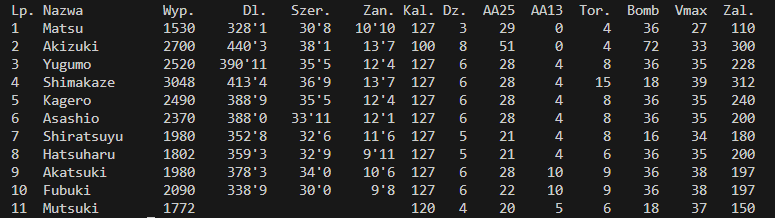 Lp. Nazwa Wyp. Dł. Szer. Zan. Kal. Dz. AA25 AA13 Tor. Bomb Vmax Zał.
1 Matsu 1530 328'1 30'8 10'10 127 3 29 0 4 36 27 110
2 Akizuki 2700 440'3 38'1 13'7 100 8 51 0 4 72 33 300
3 Yugumo 2520 390'11 35'5 12'4 127 6 28 4 8 36 35 228
4 Shimakaze 3048 413'4 36'9 13'7 127 6 28 4 15 18 39 312
5 Kagero 2490 388'9 35'5 12'4 127 6 28 4 8 36 35 240
6 Asashio 2370 388'0 33'11 12'1 127 6 28 4 8 36 35 200
7 Shiratsuyu 1980 352'8 32'6 11'6 127 5 21 4 8 16 34 180
8 Hatsuharu 1802 359'3 32'9 9'11 127 5 21 4 6 36 35 200
9 Akatsuki 1980 378'3 34'0 10'6 127 6 28 10 9 36 38 197
10 Fubuki 2090 338'9 30'0 9'8 127 6 22 10 9 36 38 197
11 Mutsuki 1772 120 4 20 5 6 18 37 150